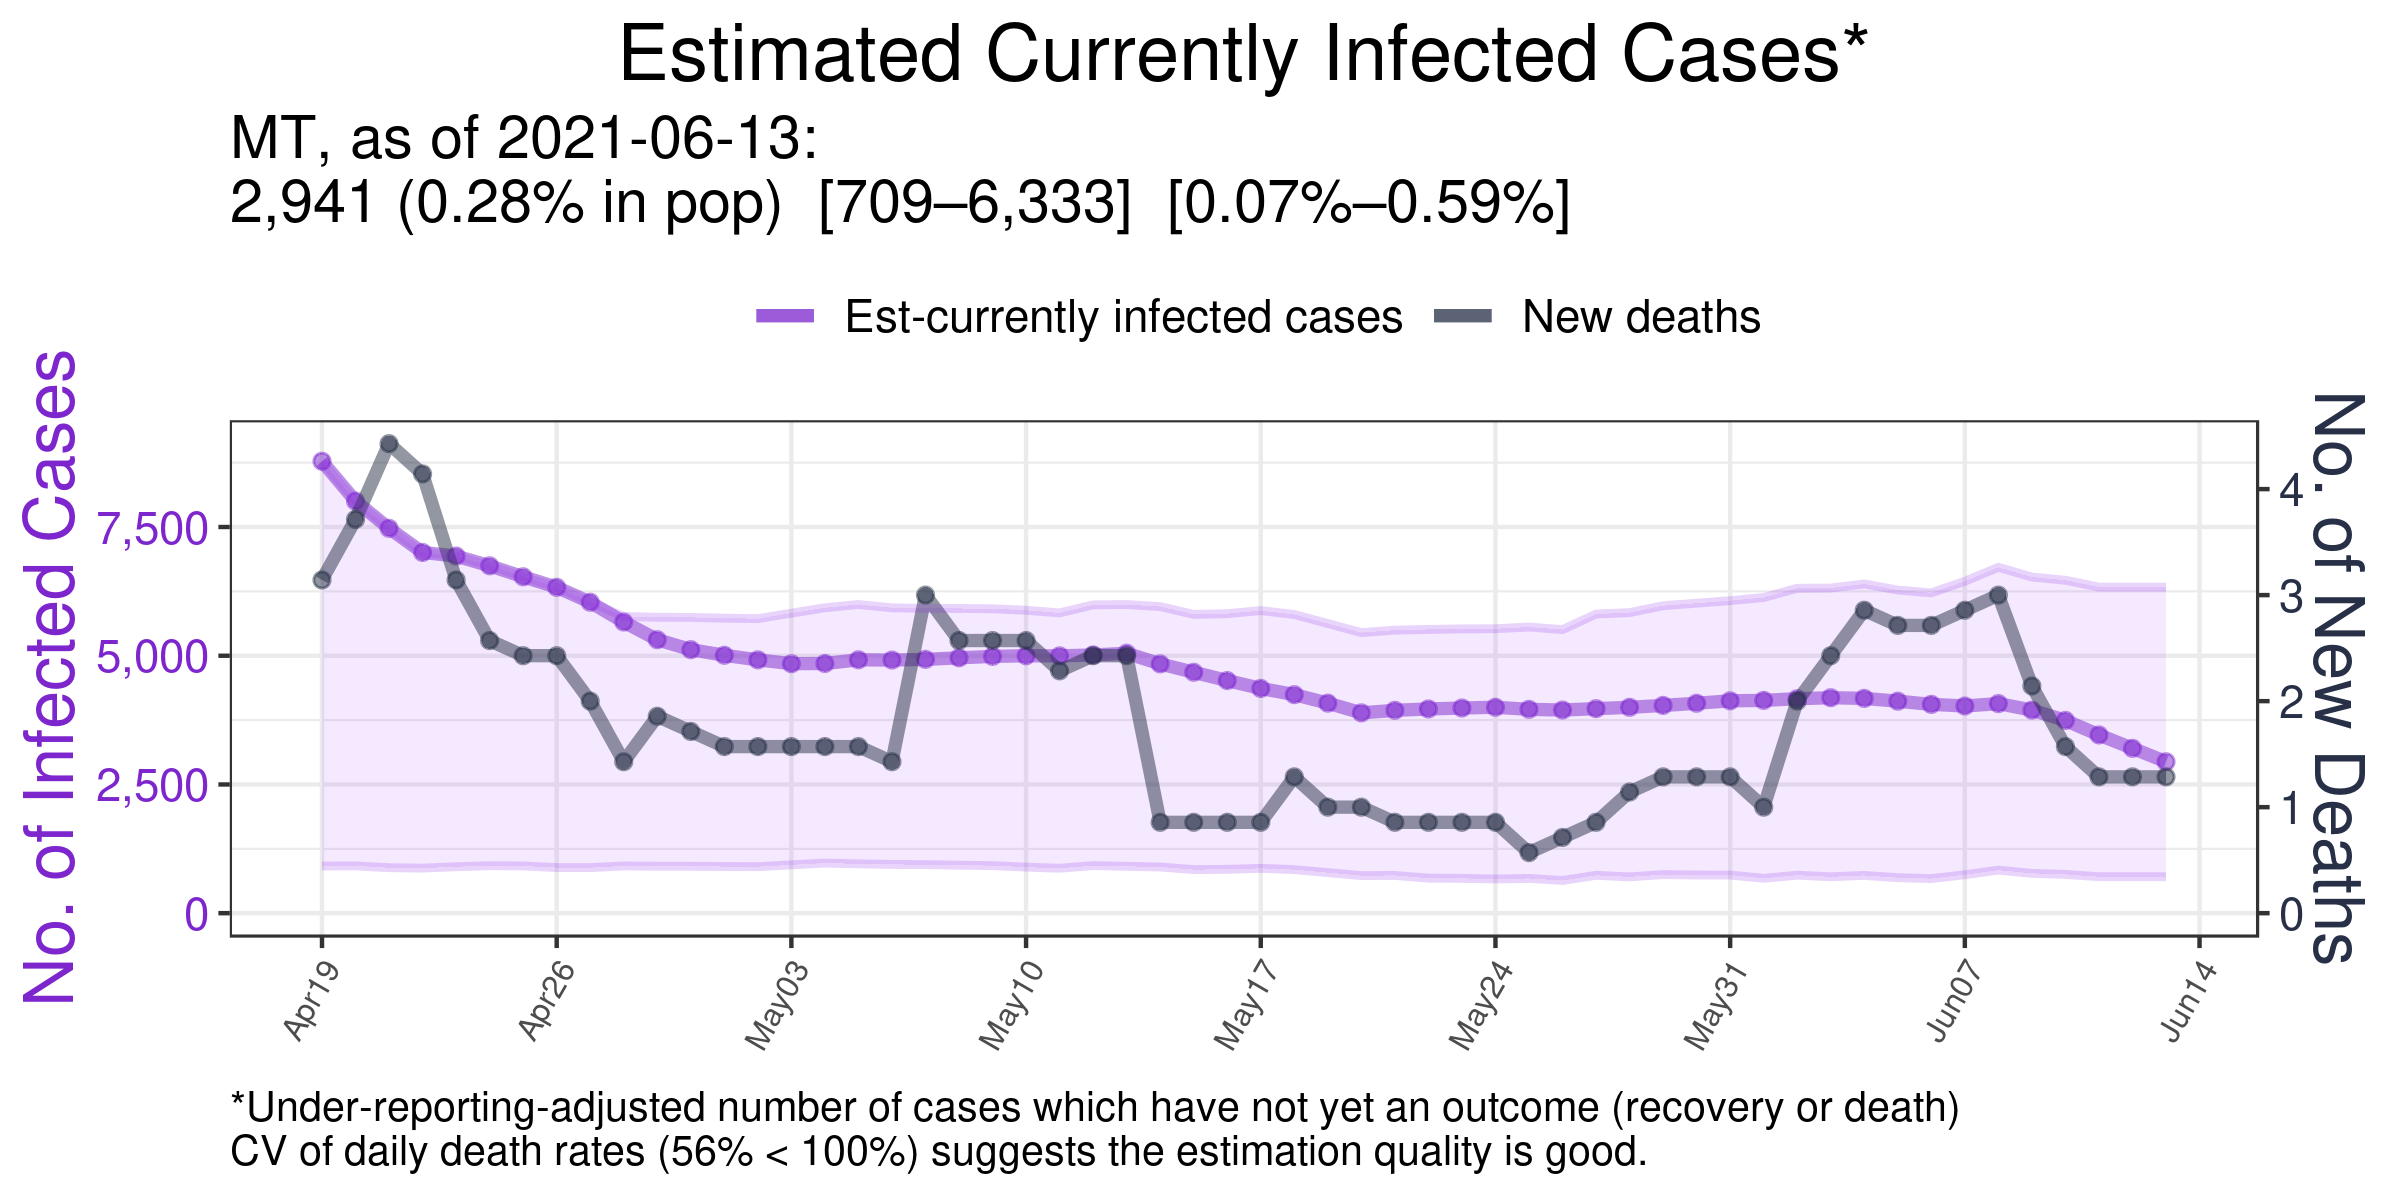 Estimated Currently Infected Cases*
MT, as of 2021-06-13:
2,941 (0.28% in pop)  [709–6,333]  [0.07%–0.59%]
Est-currently infected cases
New deaths
No. of Infected Cases
7,500
5,000
2,500
0
4
3
2
1
0
No. of New Deaths
Apr19
Apr26
May03
May10
May17
May24
May31
Jun07
Jun14
*Under-reporting-adjusted number of cases which have not yet an outcome (recovery or death)
CV of daily death rates (56% < 100%) suggests the estimation quality is good.